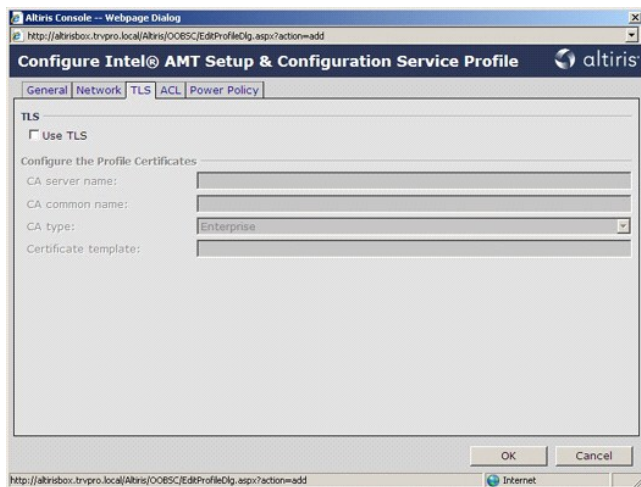 Altiris Console -- Webpage Dialog
http://altirisbox.trvpro.local/Altiris/OOBSC/EditProfileDlg.aspx?action=add
Configure Intel® AMT Setup & Configuration Service Profile
altiris
General Network TLS ACL Power Policy
TLS
Use TLS
Configure the Profile Certificates
CA server name:
CA common name:
CA type: Enterprise
Certificate template:
OK Cancel
http://altirisbox.trvpro.local/Altiris/OOBSC/EditProfileDlg.aspx?action=add Internet